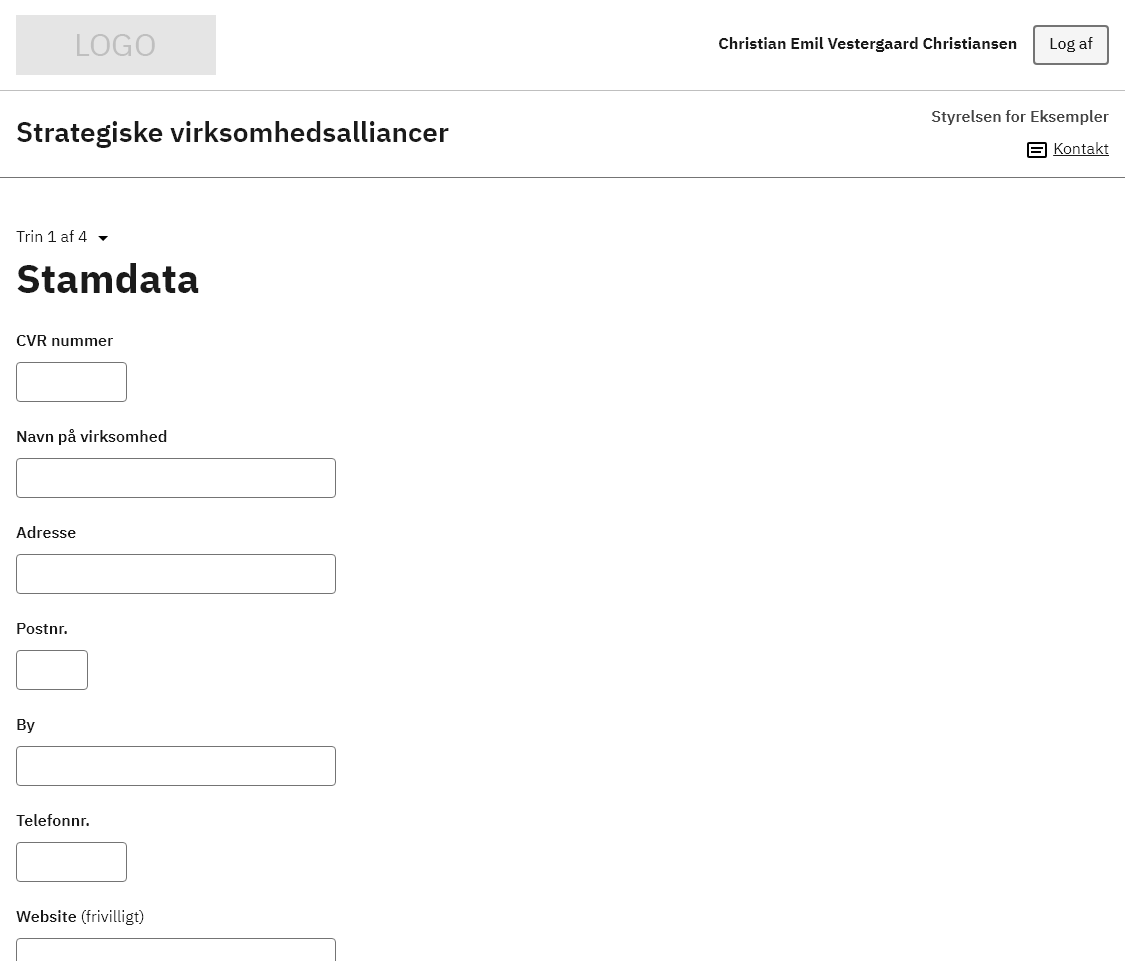 LOGO
Christian Emil Vestergaard Christiansen
Log af
Strategiske virksomhedsalliancer
Styrelsen for Eksempler
Kontakt
Trin 1 af 4
Stamdata
CVR nummer
Navn på virksomhed
Adresse
Postnr.
By
Telefonnr.
Website (frivilligt)